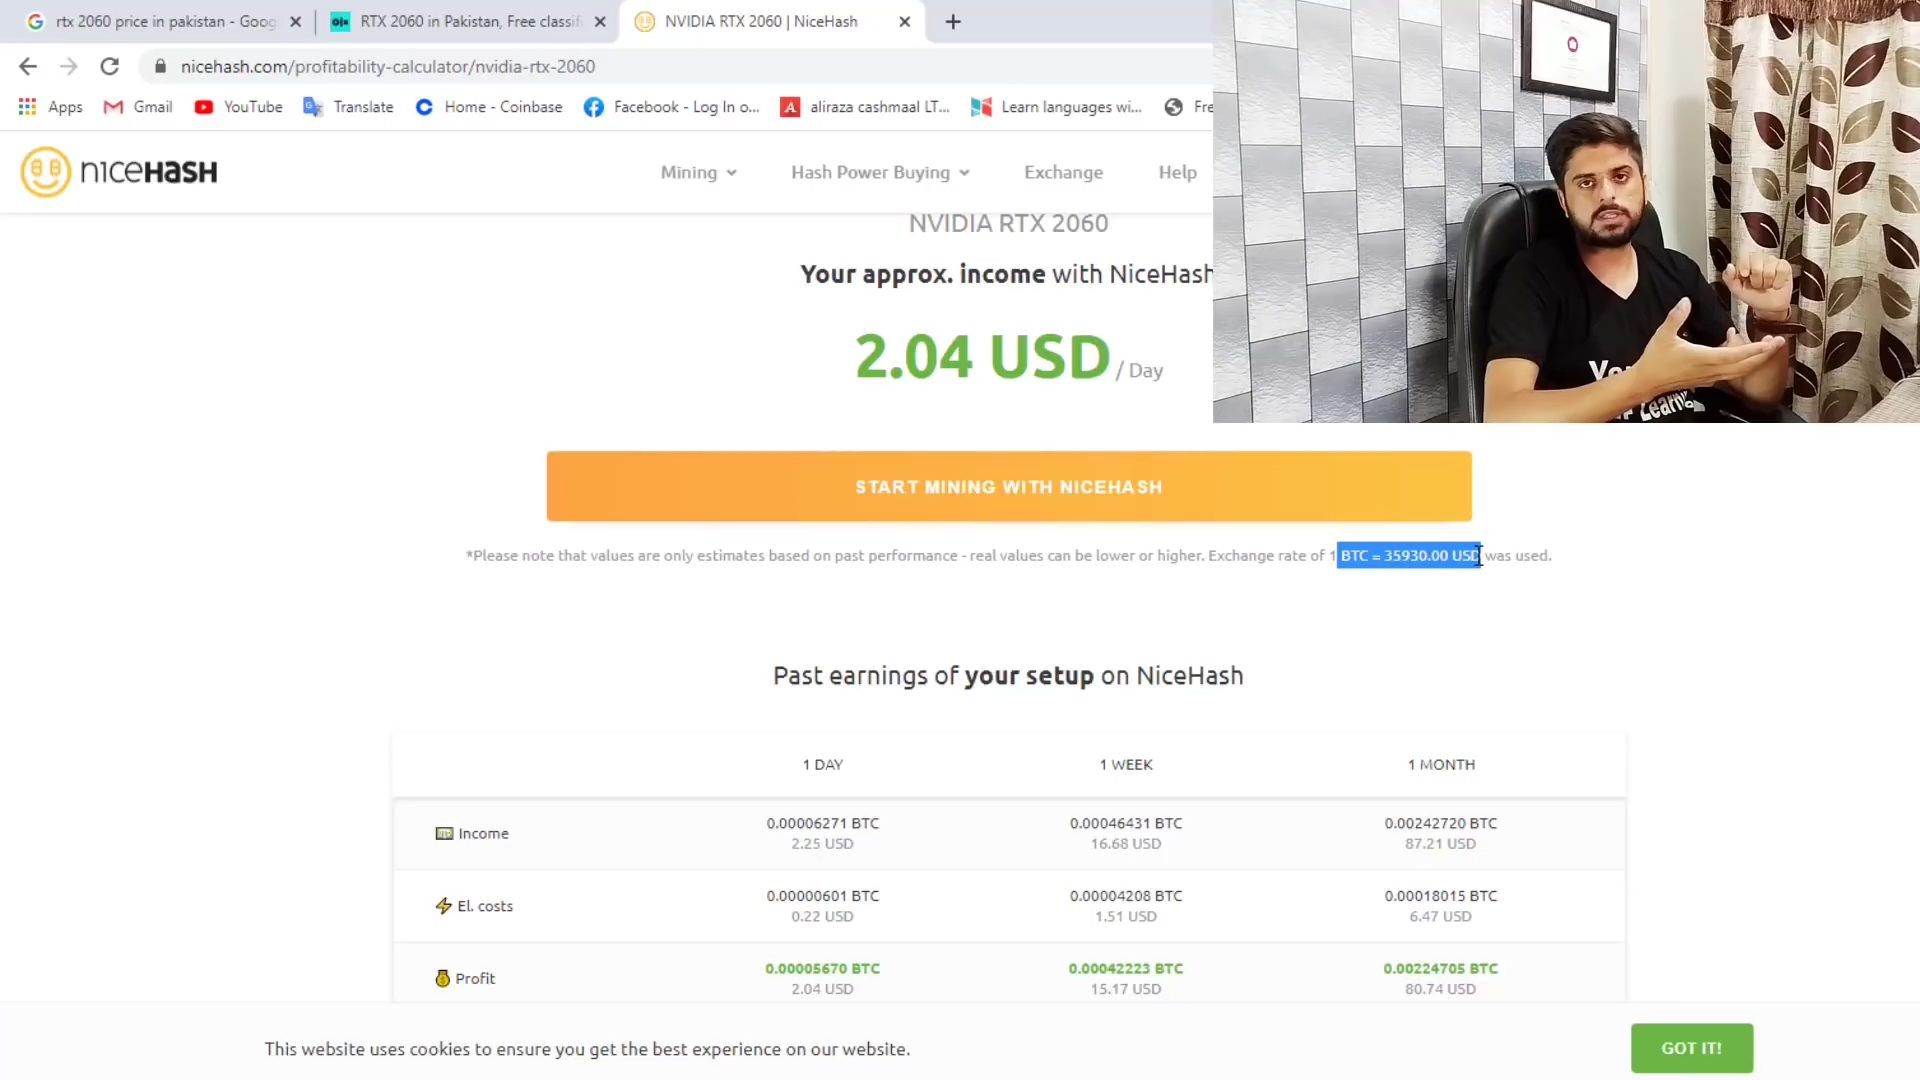 rtx 2060 price in pakistan - Goog
RTX 2060 in Pakistan, Free classifi
NVIDIA RTX 2060 | NiceHash
nicehash.com/profitability-calculator/nvidia-rtx-2060
Apps
Gmail
YouTube
Translate
Home - Coinbase
Facebook - Log In o...
aliraza cashmaal LT...
Learn languages wi...
Fre
nıceHASH
Mining
Hash Power Buying
Exchange
Help
NVIDIA RTX 2060
Your approx. income with NiceHash
2.04 USD / Day
START MINING WITH NICEHASH
*Please note that values are only estimates based on past performance - real values can be lower or higher. Exchange rate of 1 BTC = 35930.00 USD was used.
Past earnings of your setup on NiceHash
1 DAY 1 WEEK 1 MONTH
Income 0.00006271 BTC 0.00046431 BTC 0.00242720 BTC
2.25 USD 16.68 USD 87.21 USD
El. costs 0.00000601 BTC 0.00004208 BTC 0.00018015 BTC
0.22 USD 1.51 USD 6.47 USD
Profit 0.00005670 BTC 0.00042223 BTC 0.00224705 BTC
2.04 USD 15.17 USD 80.74 USD
This website uses cookies to ensure you get the best experience on our website.
GOT IT!